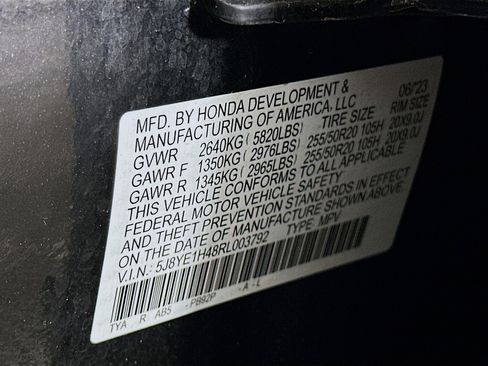 MFD. BY HONDA DEVELOPMENT & 06/23
MANUFACTURING OF AMERICA, LLC
GVWR 2640KG ( 5820LBS) TIRE SIZE RIM SIZE
GAWR F 1350KG ( 2976LBS) 255/50R20 105H 20X9.0J
GAWR R 1345KG ( 2965LBS) 255/50R20 105H 20X9.0J
THIS VEHICLE CONFORMS TO ALL APPLICABLE
FEDERAL MOTOR VEHICLE SAFETY
AND THEFT PREVENTION STANDARDS IN EFFECT
ON THE DATE OF MANUFACTURE SHOWN ABOVE.
V.I.N.: 5J8YE1H48RL003792 TYPE: MPV
TYA R. AB5 -PB92P -A - L